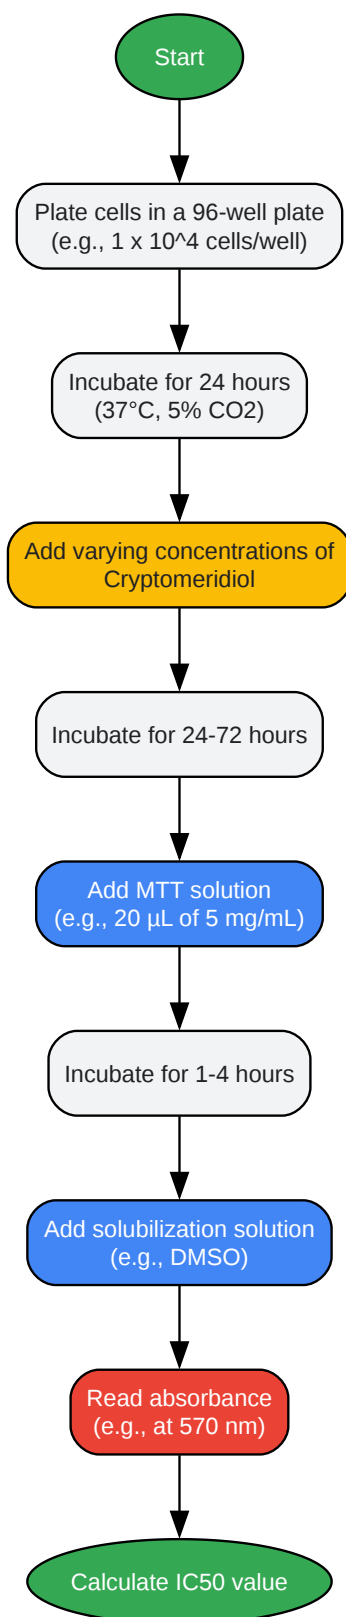 Start
Plate cells in a 96-well plate
(e.g., 1 x 10^4 cells/well)
Incubate for 24 hours
(37°C, 5% CO2)
Add varying concentrations of
Cryptomeridiol
Incubate for 24-72 hours
Add MTT solution
(e.g., 20 µL of 5 mg/mL)
Incubate for 1-4 hours
Add solubilization solution
(e.g., DMSO)
Read absorbance
(e.g., at 570 nm)
Calculate IC50 value